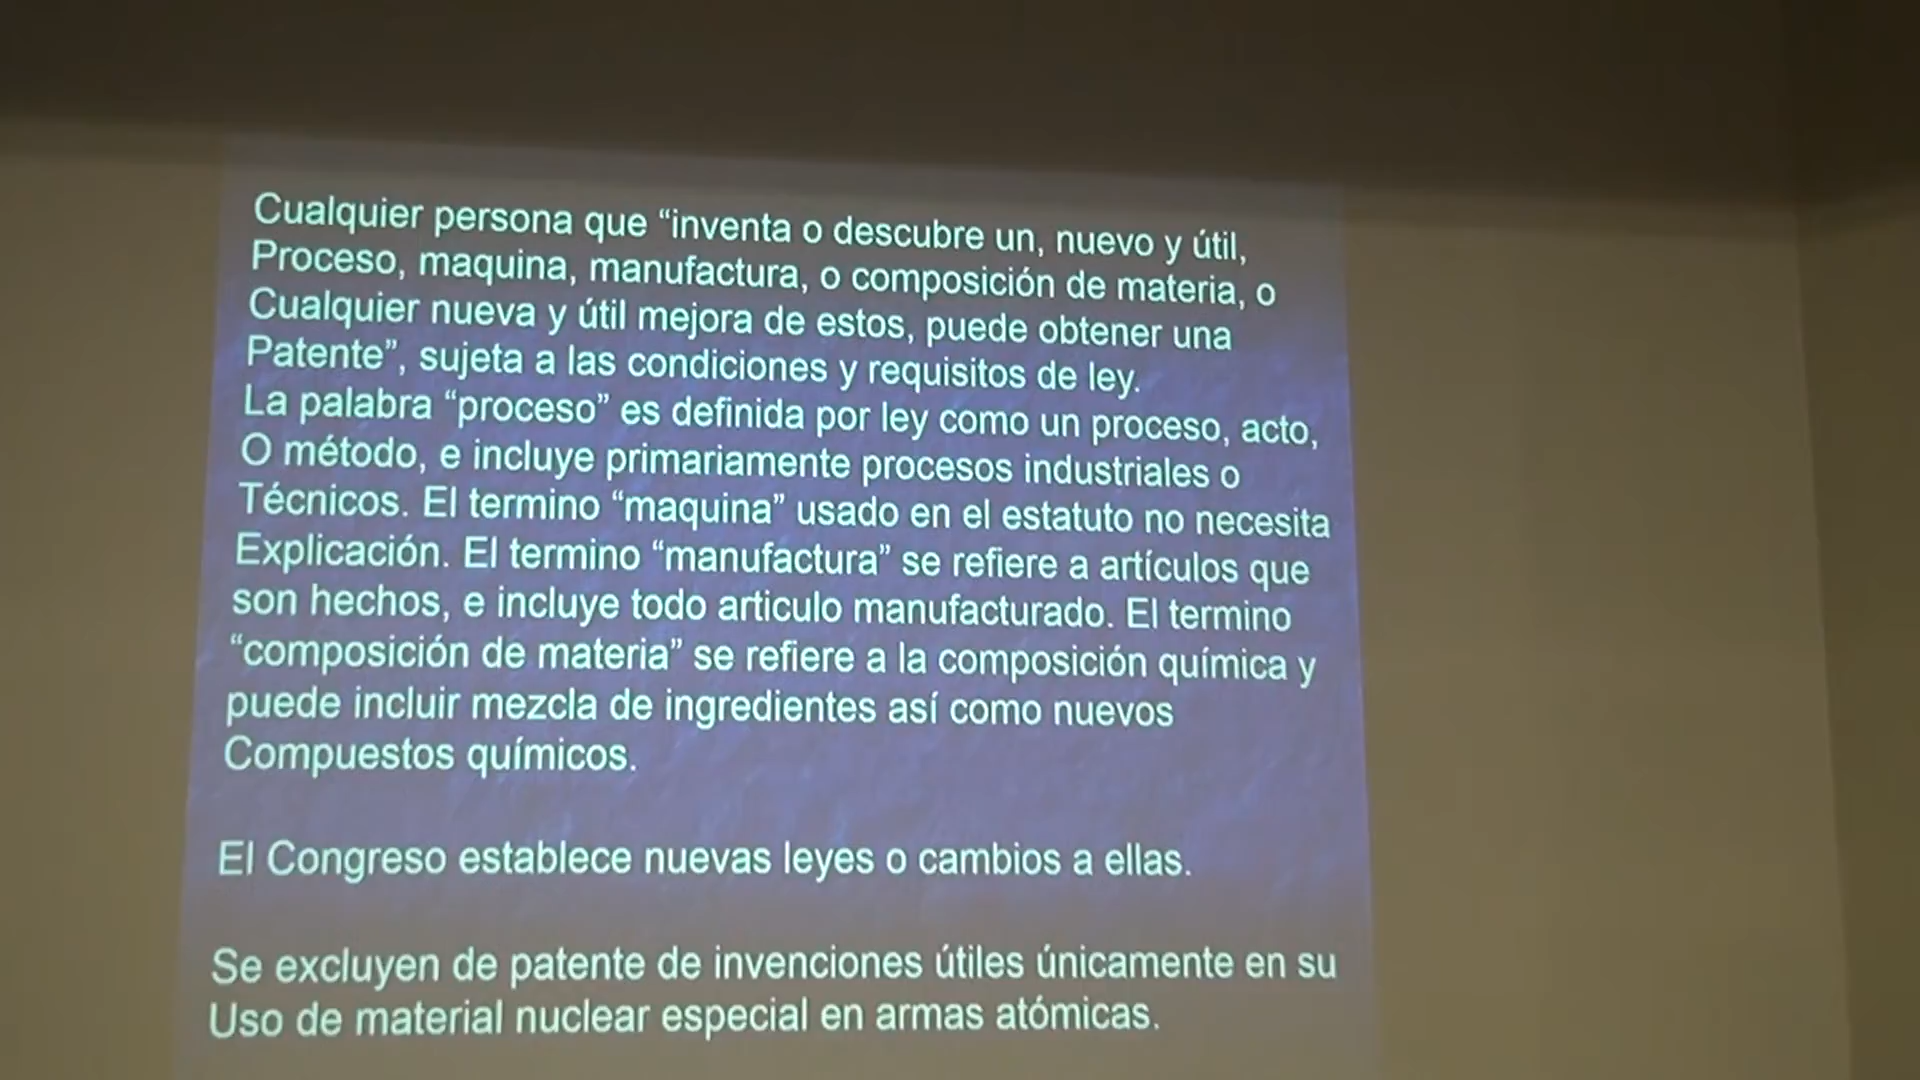 Cualquier persona que “inventa o descubre un, nuevo y útil,
Proceso, maquina, manufactura, o composición de materia, o
Cualquier nueva y útil mejora de estos, puede obtener una
Patente”, sujeta a las condiciones y requisitos de ley.
La palabra “proceso” es definida por ley como un proceso, acto,
O método, e incluye primariamente procesos industriales o
Técnicos. El termino “maquina” usado en el estatuto no necesita
Explicación. El termino “manufactura” se refiere a artículos que
son hechos, e incluye todo articulo manufacturado. El termino
“composición de materia” se refiere a la composición química y
puede incluir mezcla de ingredientes así como nuevos
Compuestos químicos.
El Congreso establece nuevas leyes o cambios a ellas.
Se excluyen de patente de invenciones útiles únicamente en su
Uso de material nuclear especial en armas atómicas.